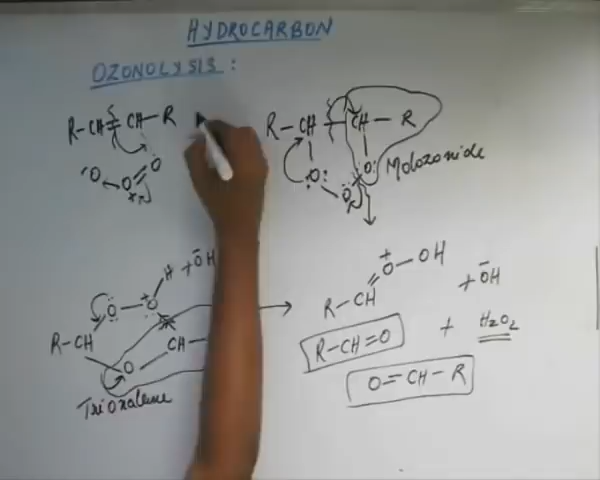 HYDROCARBON
OZONOLYSIS :
R-CH=CH-R
R-CH-CH-R
O
O
O
O:
O
O
Molozonide
H + OH
O-O
R-CH
CH-
O
Trioxalene
+
O-OH
R-CH
+ OH
R-CH=O
+ H2O2
O=CH-R